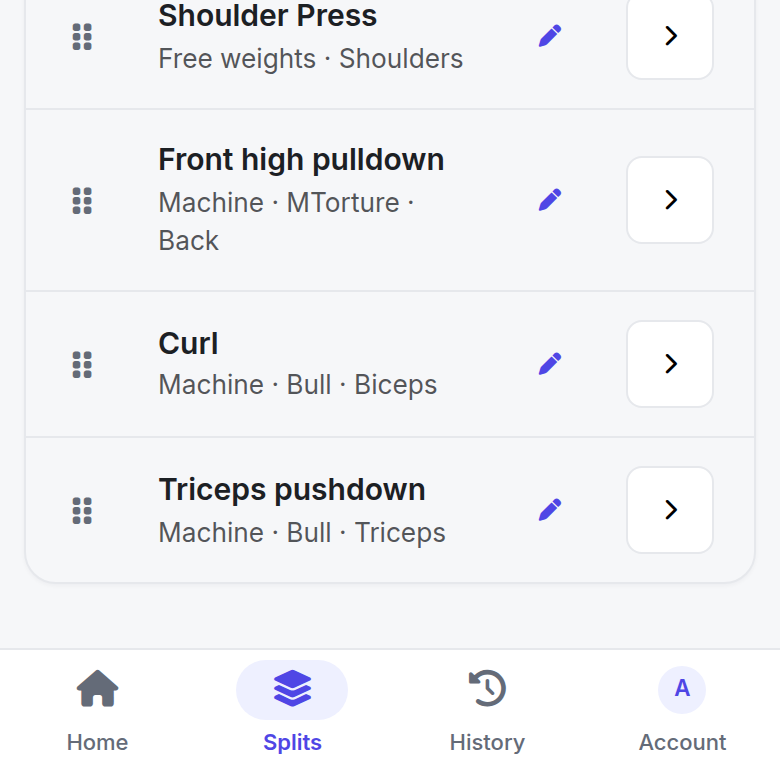 Shoulder Press
Free weights · Shoulders
Front high pulldown
Machine · MTorture ·
Back
Curl
Machine · Bull · Biceps
Triceps pushdown
Machine · Bull · Triceps
A
Home
Splits
History
Account